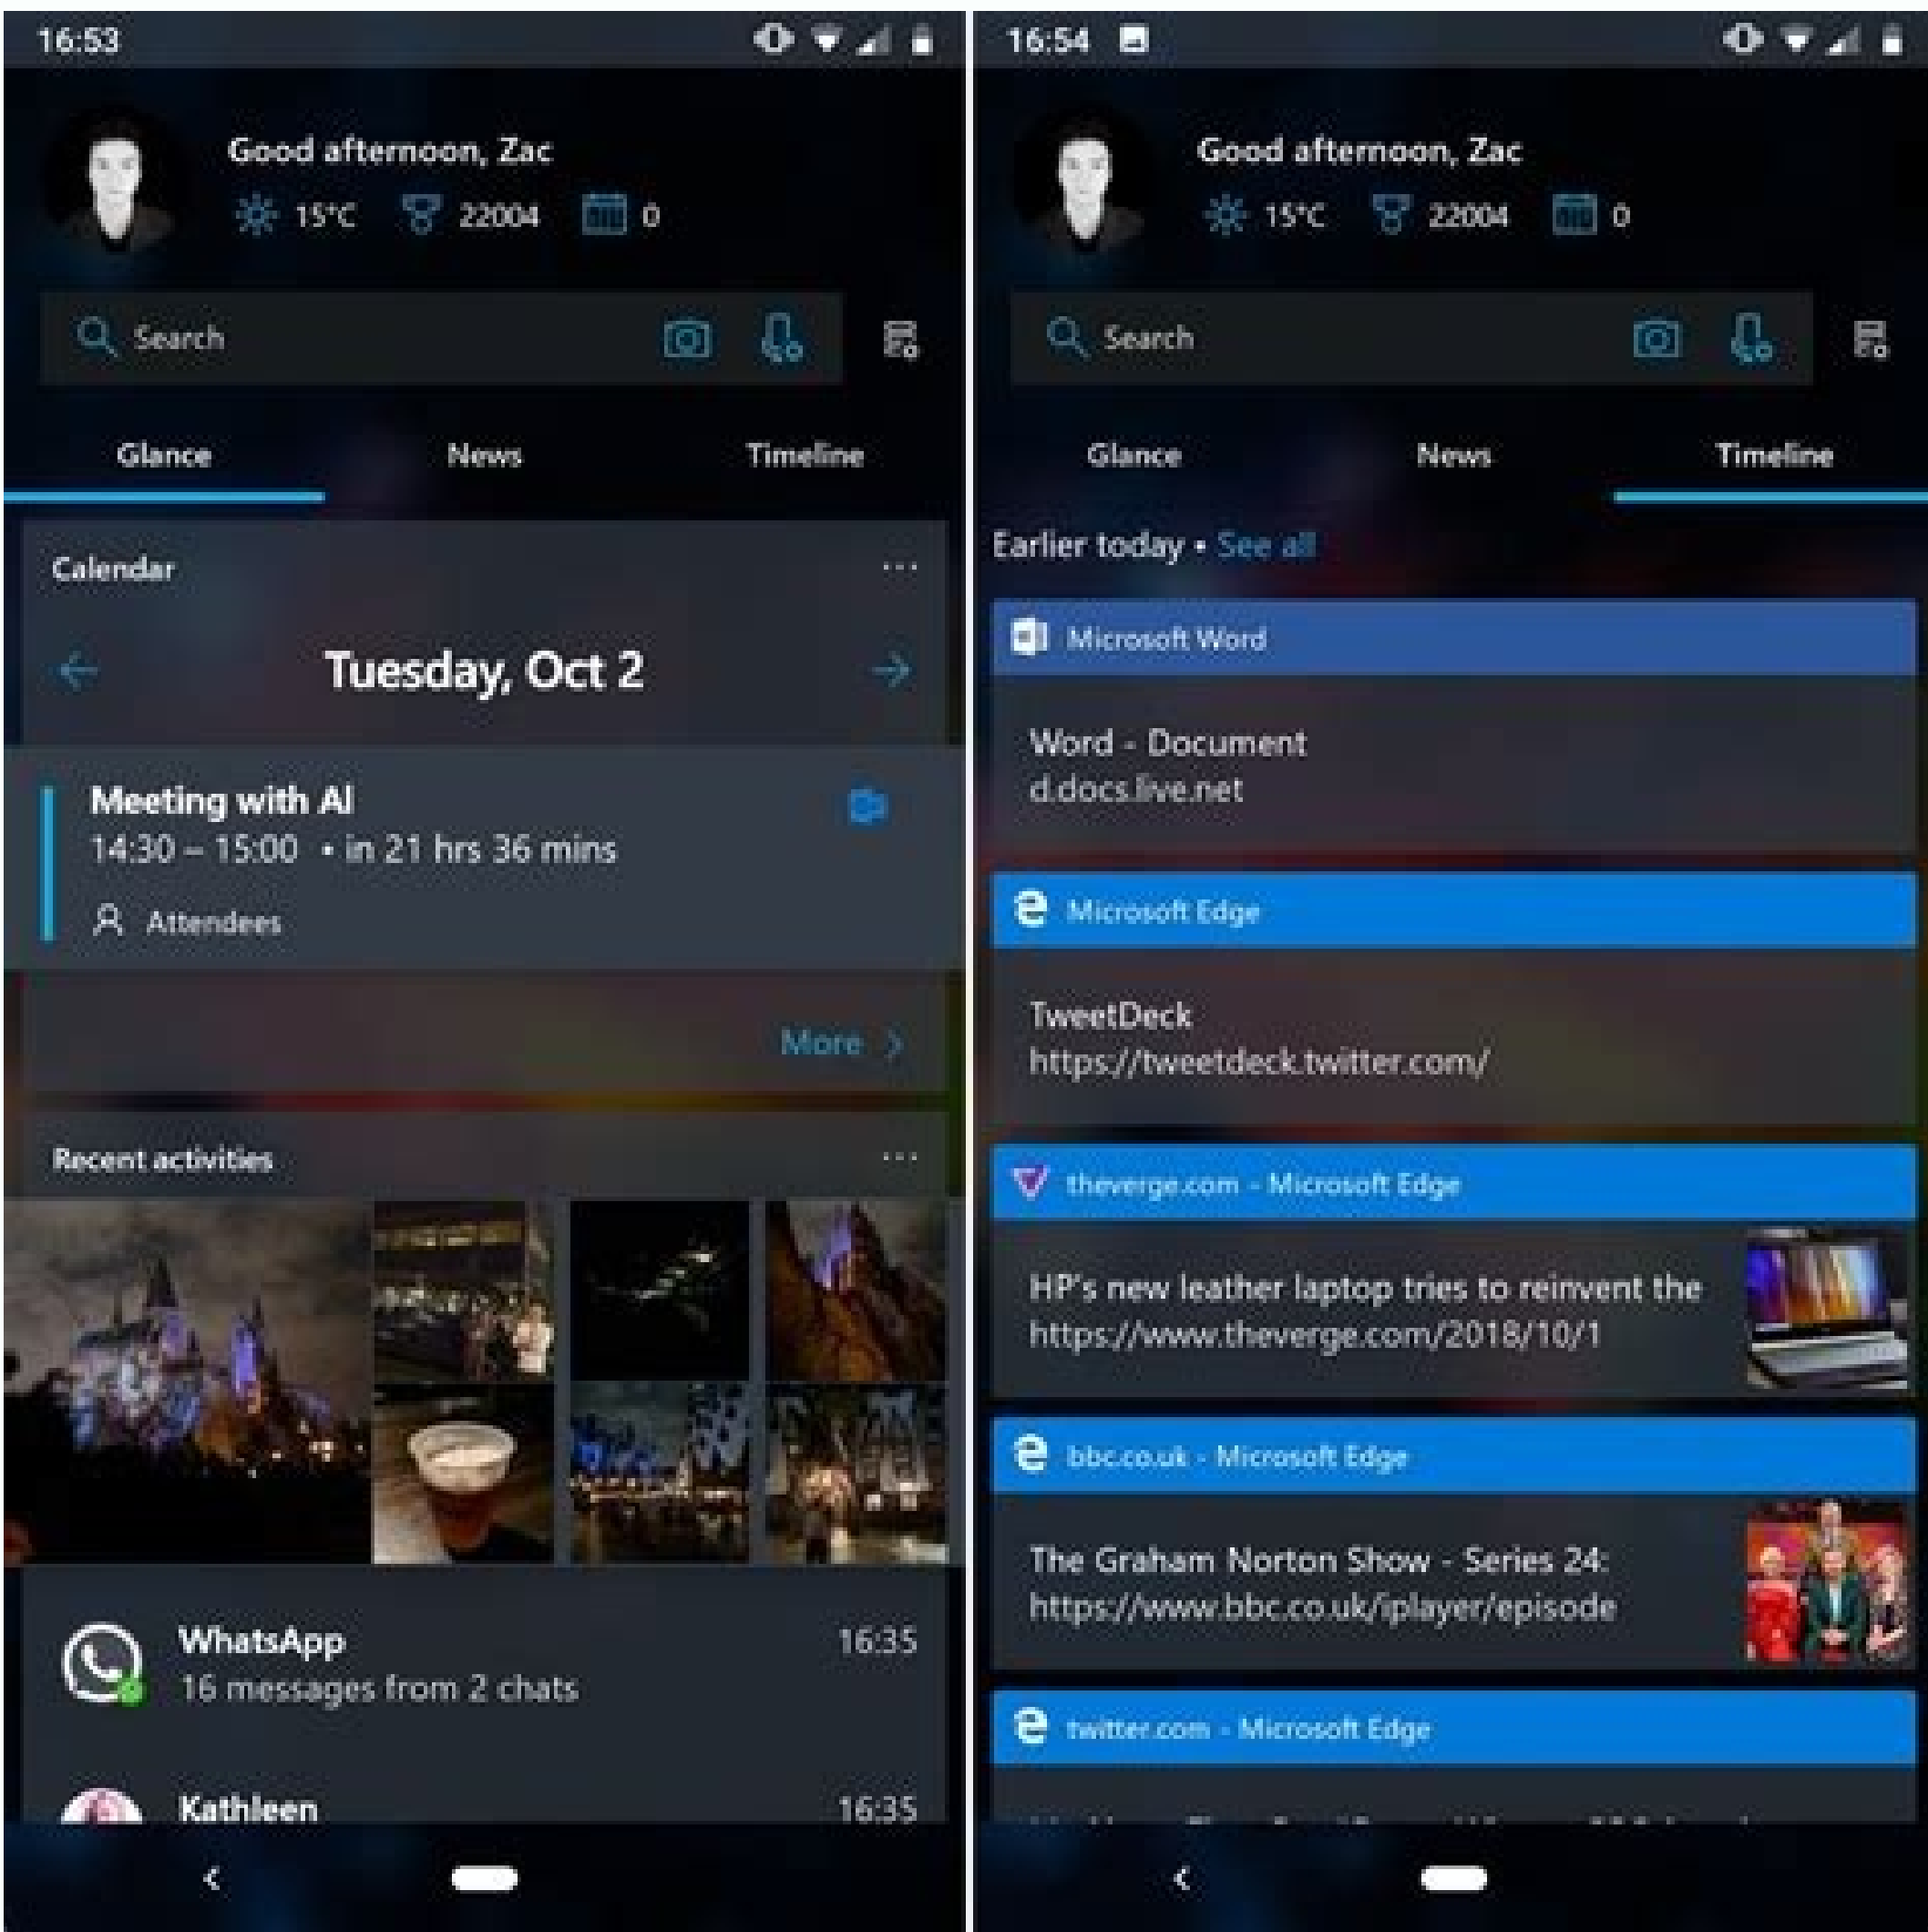 16:53
Good afternoon, Zac
15°C 22004 0
Search
Glance News Timeline
Calendar
Tuesday, Oct 2
Meeting with Al
14:30 – 15:00 • in 21 hrs 36 mins
Attendees
More
Recent activities
WhatsApp 16:35
16 messages from 2 chats
Kathleen 16:35
16:54
Good afternoon, Zac
15°C 22004 0
Search
Glance News Timeline
Earlier today • See all
Microsoft Word
Word - Document
d.docs.live.net
Microsoft Edge
TweetDeck
https://tweetdeck.twitter.com/
theverge.com - Microsoft Edge
HP's new leather laptop tries to reinvent the
https://www.theverge.com/2018/10/1
bbc.co.uk - Microsoft Edge
The Graham Norton Show - Series 24:
https://www.bbc.co.uk/iplayer/episode
twitter.com - Microsoft Edge